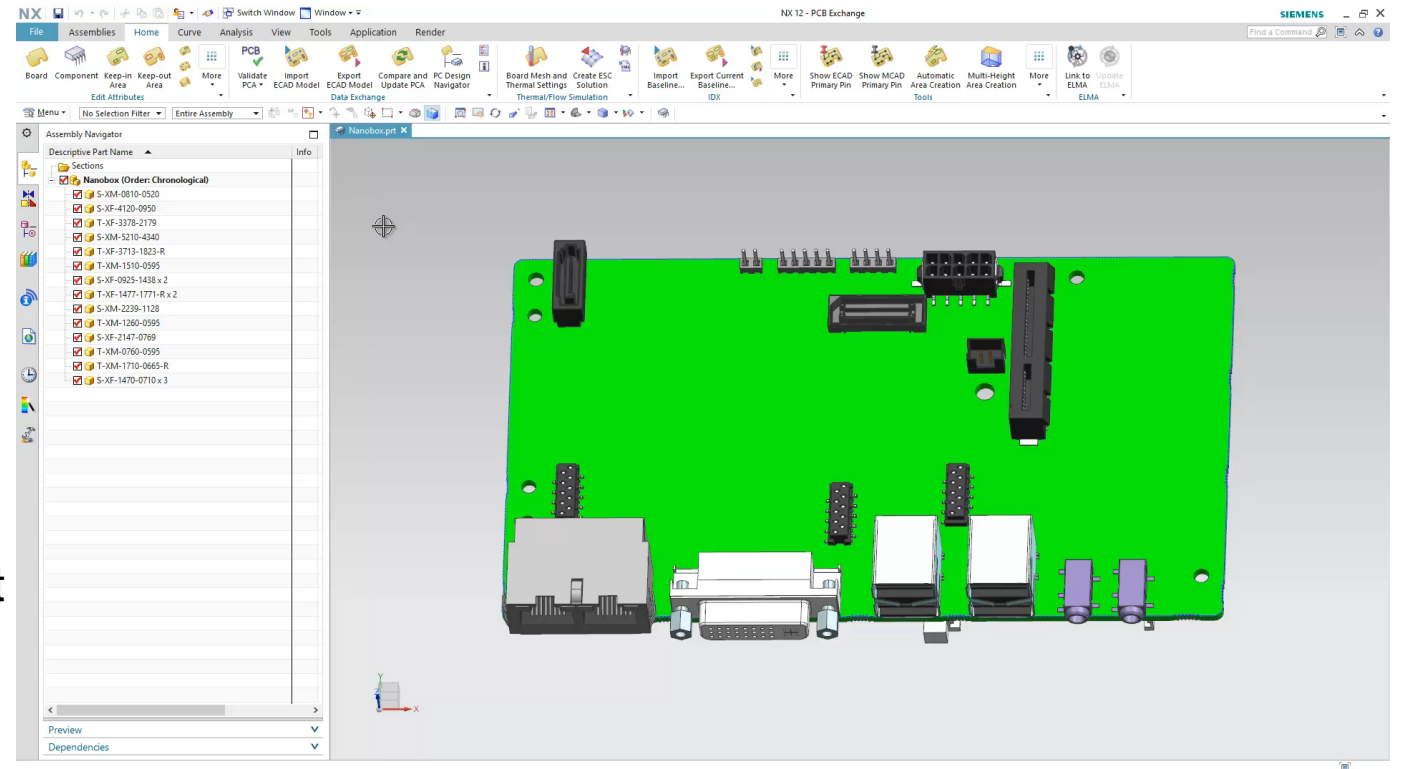 NX Switch Window Window NX 12 - PCB Exchange SIEMENS
File Assemblies Home Curve Analysis View Tools Application Render Find a Command
Board Component Keep-in Area Keep-out Area More Validate PCA Import ECAD Model Export ECAD Model Compare and Update PCA PC Design Navigator Board Mesh and Thermal Settings Create ESC Solution Import Baseline... Export Current Baseline... More Show ECAD Primary Pin Show MCAD Primary Pin Automatic Area Creation Multi-Height Area Creation More Link to ELMA Update ELMA
Edit Attributes Data Exchange Thermal/Flow Simulation IDX Tools ELMA
Menu No Selection Filter Entire Assembly
Assembly Navigator Nanobox.prt
Descriptive Part Name Info
Sections
Nanobox (Order: Chronological)
S-XM-0810-0520
S-XF-4120-0950
T-XF-3378-2179
S-XM-5210-4340
T-XF-3713-1823-R
T-XM-1510-0595
S-XF-0925-1438 x 2
T-XF-1477-1771-R x 2
S-XM-2239-1128
T-XM-1260-0595
S-XF-2147-0769
T-XM-0760-0595
T-XM-1710-0665-R
S-XF-1470-0710 x 3
t
Y
Z
X
Preview
Dependencies